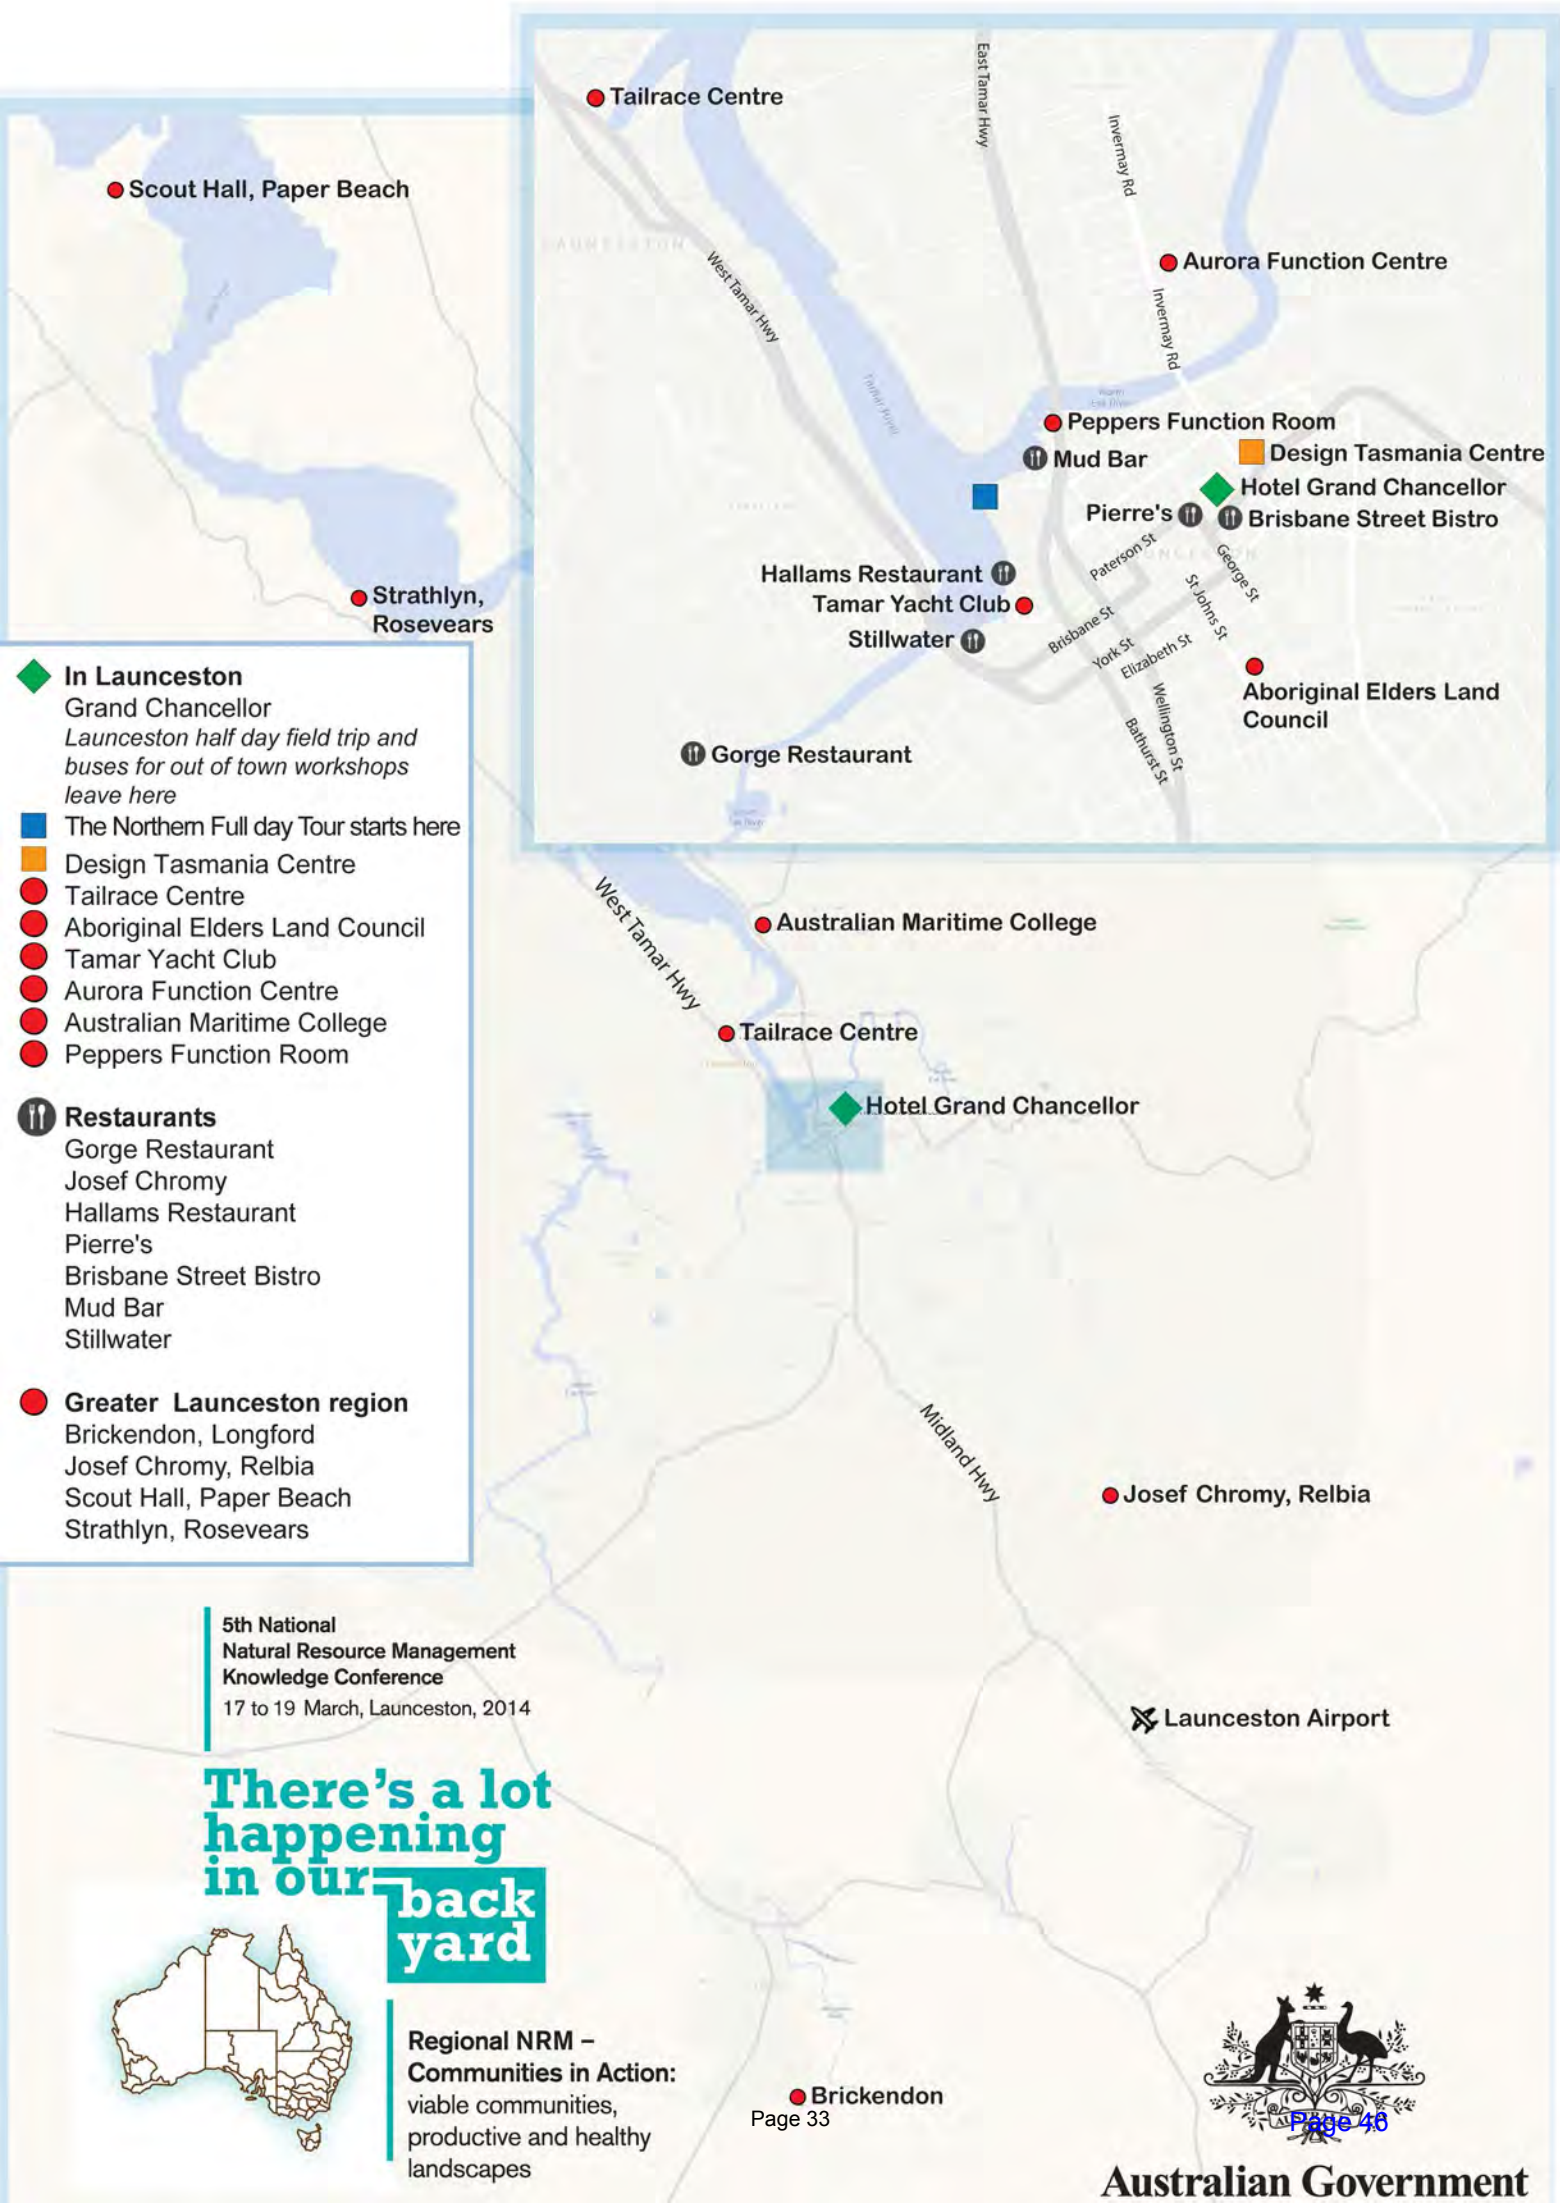 Tailrace Centre
East Tamar Hwy
Invermay Rd
Scout Hall, Paper Beach
LAUNCESTON
West Tamar Hwy
Aurora Function Centre
Invermay Rd
Tamar River
North
Esk River
Peppers Function Room
Mud Bar
Design Tasmania Centre
Hotel Grand Chancellor
Pierre's
Brisbane Street Bistro
Paterson St
George St
Hallams Restaurant
St Johns St
Tamar Yacht Club
Brisbane St
Stillwater
York St
Elizabeth St
Strathlyn,
Rosevears
Aboriginal Elders Land
Council
Wellington St
Bathurst St
Gorge Restaurant
In Launceston
Grand Chancellor
Launceston half day field trip and
buses for out of town workshops
leave here
The Northern Full day Tour starts here
Design Tasmania Centre
Tailrace Centre
Aboriginal Elders Land Council
Tamar Yacht Club
Aurora Function Centre
Australian Maritime College
Peppers Function Room
Restaurants
Gorge Restaurant
Josef Chromy
Hallams Restaurant
Pierre's
Brisbane Street Bistro
Mud Bar
Stillwater
Greater Launceston region
Brickendon, Longford
Josef Chromy, Relbia
Scout Hall, Paper Beach
Strathlyn, Rosevears
West Tamar Hwy
Australian Maritime College
Tailrace Centre
Hotel Grand Chancellor
Midland Hwy
Josef Chromy, Relbia
Launceston Airport
Brickendon
5th National
Natural Resource Management
Knowledge Conference
17 to 19 March, Launceston, 2014
There's a lot
happening
in our
back
yard
Regional NRM –
Communities in Action:
viable communities,
productive and healthy
landscapes
Page 33
Page 46
Australian Government